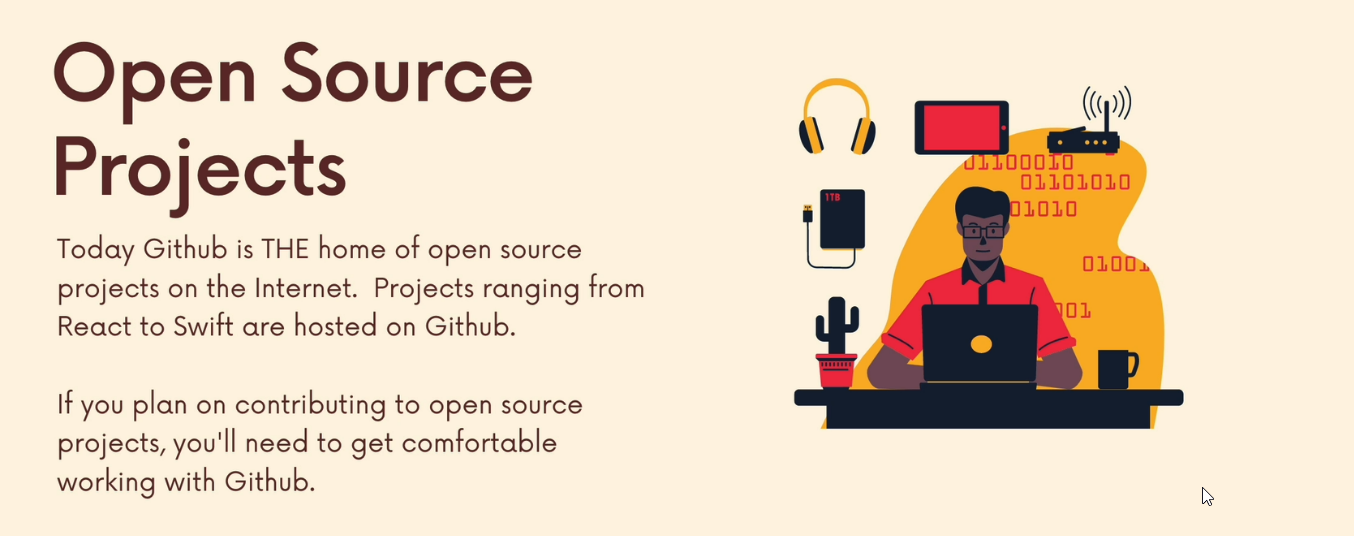 Open Source
Projects
Today Github is THE home of open source
projects on the Internet.  Projects ranging from
React to Swift are hosted on Github.
If you plan on contributing to open source
projects, you'll need to get comfortable
working with Github.
1TB
01100010
01101010
01010
01001
001